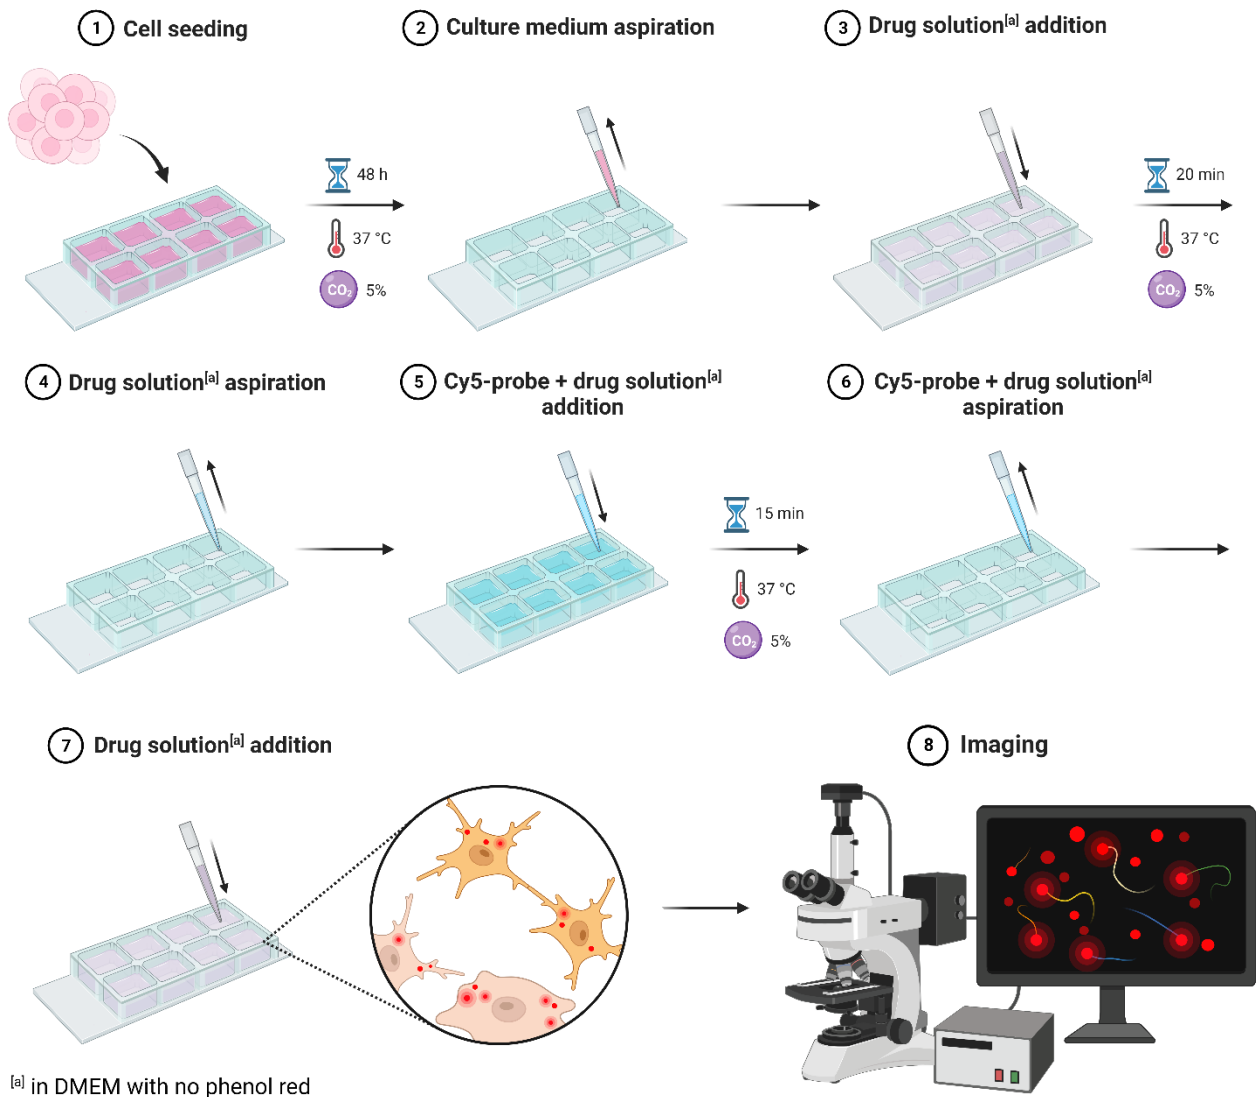 1 Cell seeding
2 Culture medium aspiration
3 Drug solution[a] addition
48 h
37 °C
CO2 5%
20 min
37 °C
CO2 5%
4 Drug solution[a] aspiration
5 Cy5-probe + drug solution[a]
addition
6 Cy5-probe + drug solution[a]
aspiration
15 min
37 °C
CO2 5%
7 Drug solution[a] addition
8 Imaging
[a] in DMEM with no phenol red